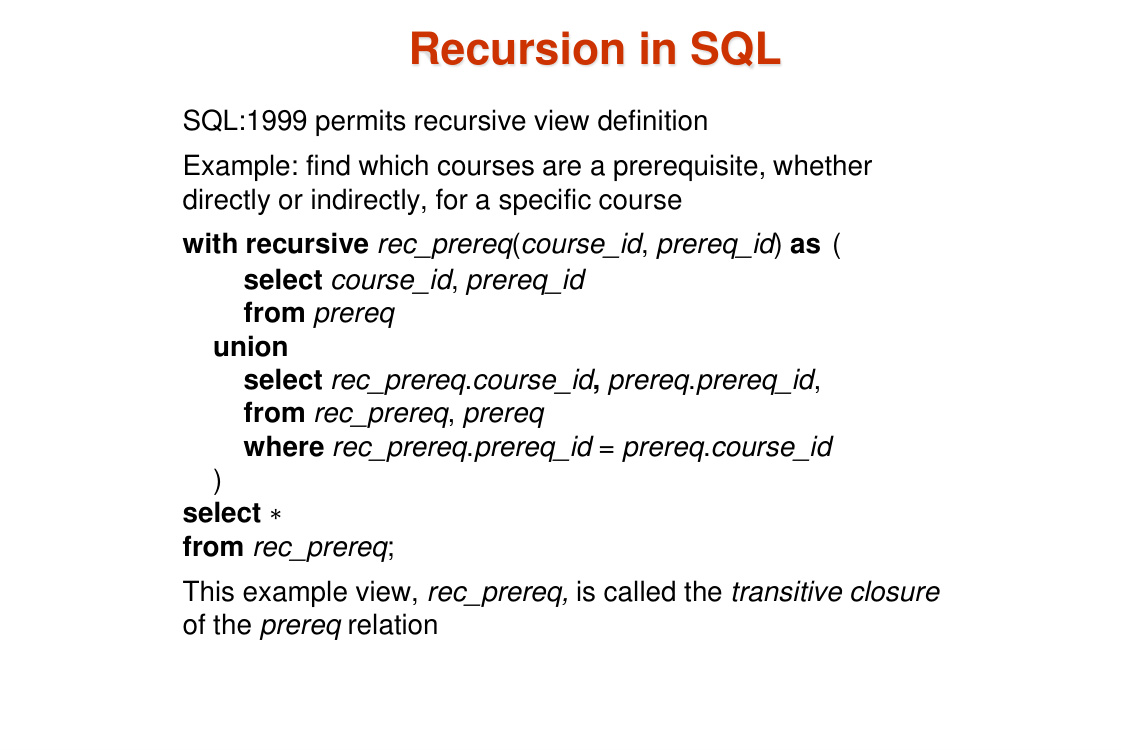 Recursion in SQL
SQL:1999 permits recursive view definition
Example: find which courses are a prerequisite, whether
directly or indirectly, for a specific course
with recursive rec_prereq(course_id, prereq_id) as (
select course_id, prereq_id
from prereq
union
select rec_prereq.course_id, prereq.prereq_id,
from rec_prereq, prereq
where rec_prereq.prereq_id = prereq.course_id
)
select *
from rec_prereq;
This example view, rec_prereq, is called the transitive closure
of the prereq relation